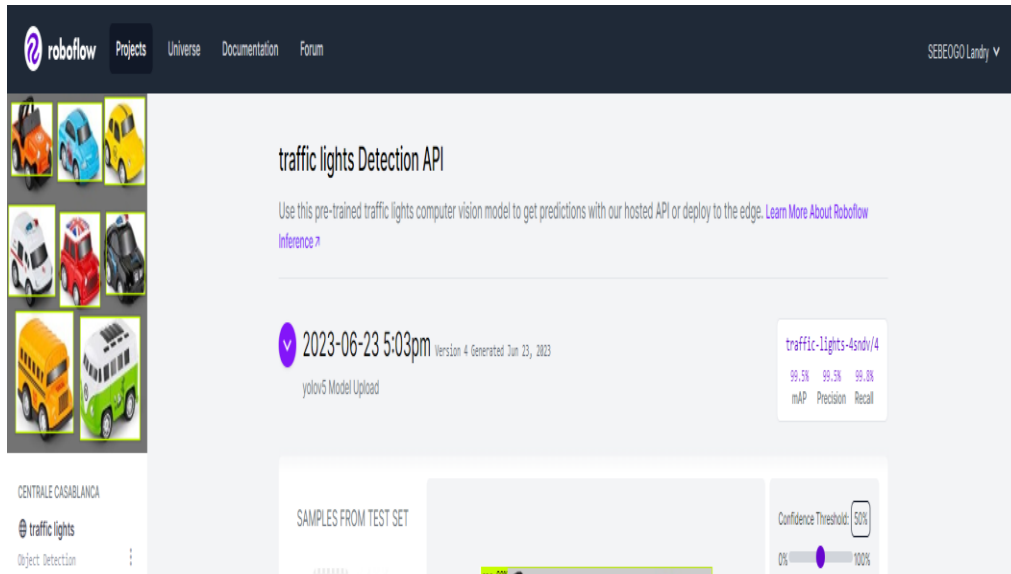 roboflow Projects Universe Documentation Forum SEBEOGO Landry
traffic lights Detection API
Use this pre-trained traffic lights computer vision model to get predictions with our hosted API or deploy to the edge. Learn More About Roboflow
Inference
2023-06-23 5:03pm Version 4 Generated Jun 23, 2023
yolov5 Model Upload
traffic-lights-4sndv/4
99.5% 99.5% 99.8%
mAP Precision Recall
CENTRALE CASABLANCA
traffic lights
Object Detection
SAMPLES FROM TEST SET
Confidence Threshold: 50%
0% 100%